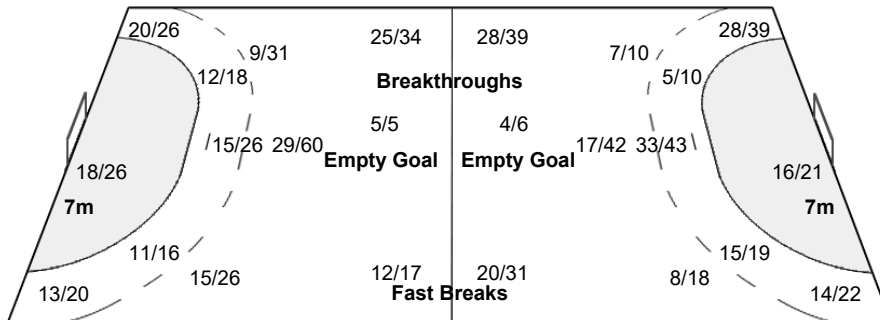 20/26 25/34 28/39 28/39
9/31 7/10
12/18 Breakthroughs 5/10
5/5 4/6
15/26 29/60 17/42 33/43
Empty Goal Empty Goal
18/26 16/21
7m 7m
11/16 15/19
15/26 12/17 20/31 8/18
13/20 Fast Breaks 14/22